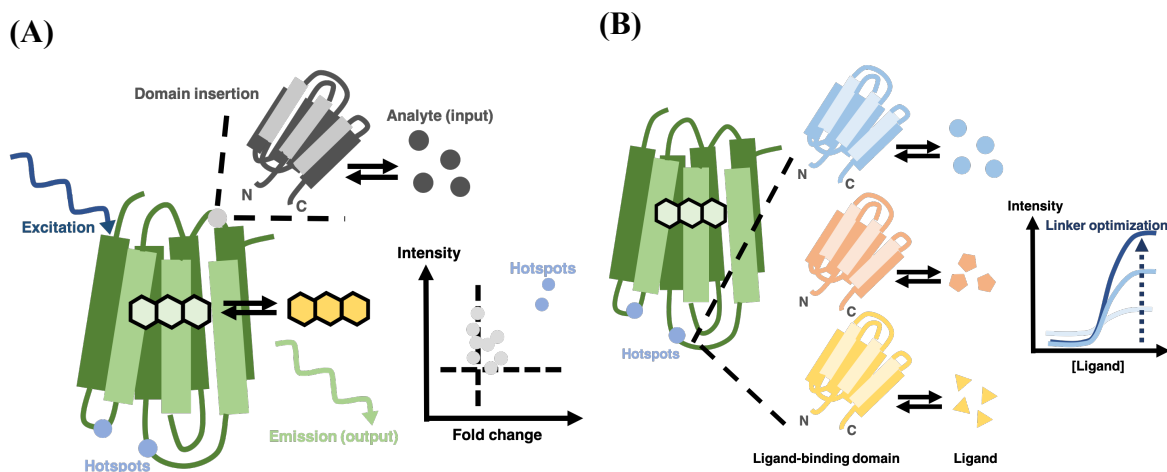 (A)
Domain insertion
Analyte (input)
N
C
Excitation
Intensity
Hotspots
Fold change
Emission (output)
Hotspots
(B)
N
C
N
C
N
C
Hotspots
Intensity
Linker optimization
[Ligand]
Ligand-binding domain
Ligand